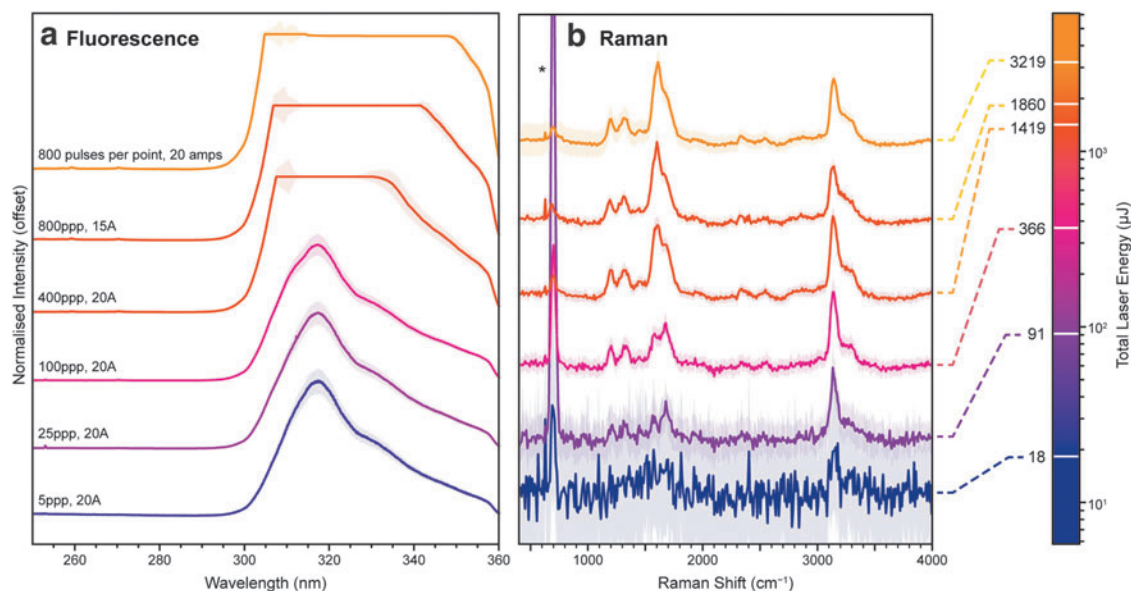 a Fluorescence
800 pulses per point, 20 amps
800ppp, 15A
400ppp, 20A
100ppp, 20A
25ppp, 20A
5ppp, 20A
Normalised Intensity (offset)
260 280 300 320 340 360
Wavelength (nm)
b Raman
*
1000 2000 3000 4000
Raman Shift (cm⁻¹)
3219
1860
1419
366
91
18
10³
10²
10¹
Total Laser Energy (μJ)